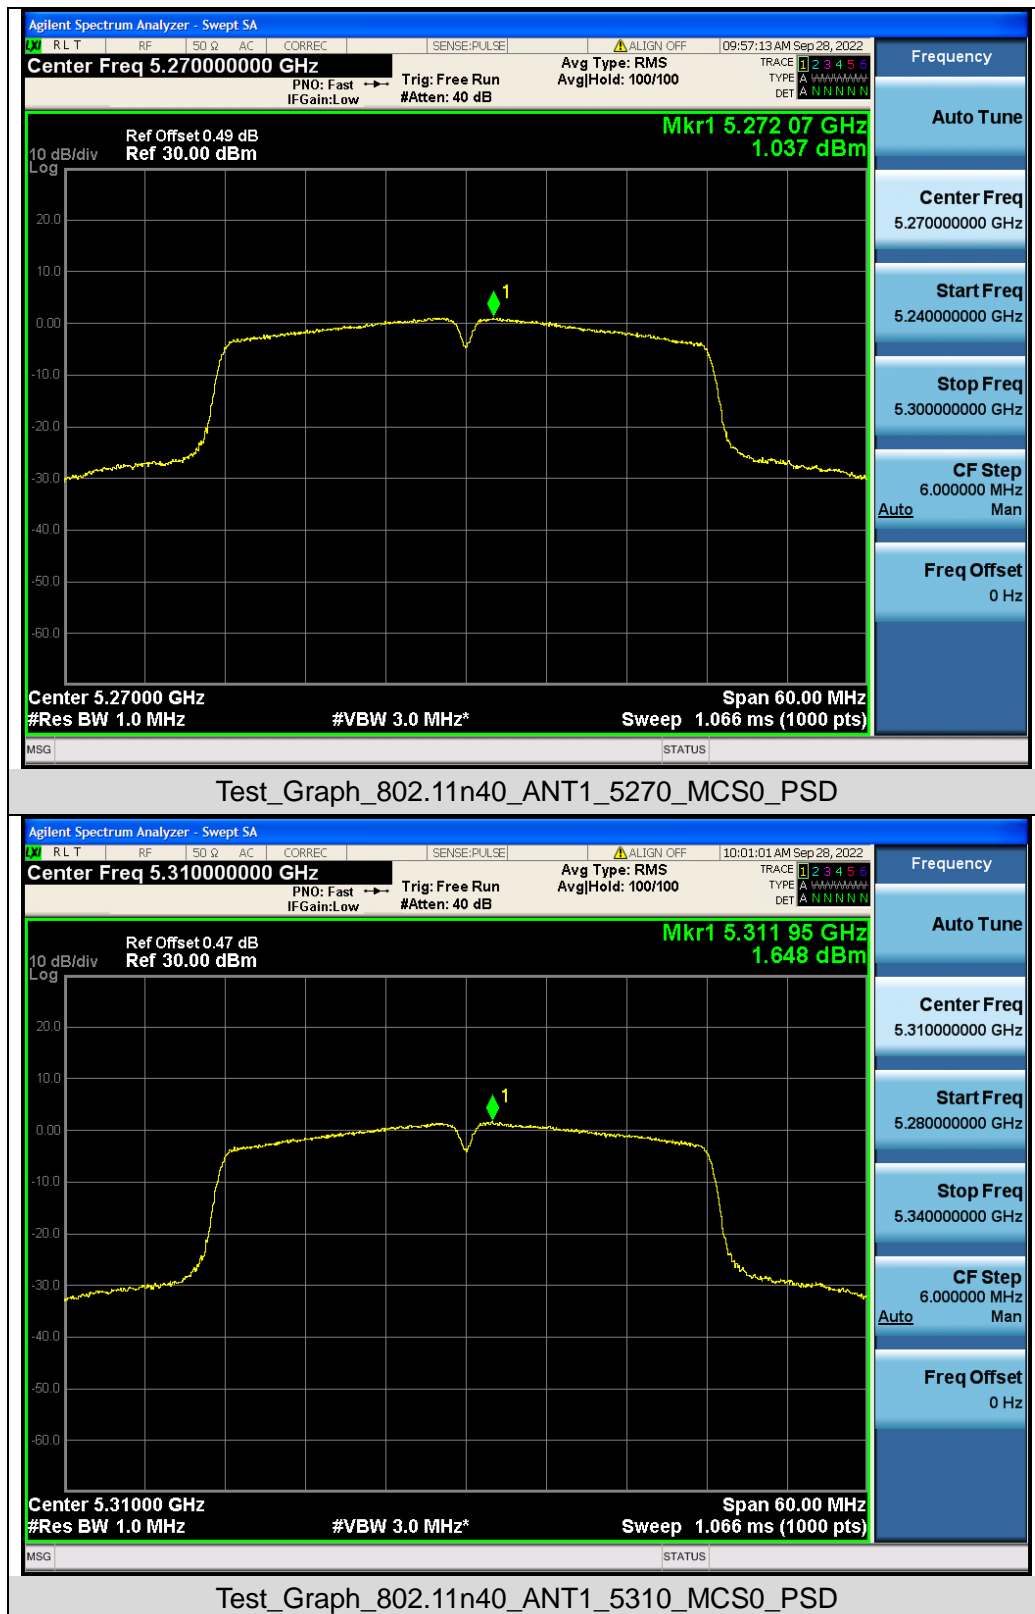 Agilent Spectrum Analyzer - Swept SA
LXI RLT RF 50 Ω AC CORREC SENSE:PULSE ALIGN OFF 09:57:13 AM Sep 28, 2022
Center Freq 5.270000000 GHz
PNO: Fast
IFGain:Low
Trig: Free Run
#Atten: 40 dB
Avg Type: RMS
Avg|Hold: 100/100
TRACE 1 2 3 4 5 6
TYPE A WWWWW
DET A N N N N N
Ref Offset 0.49 dB
Ref 30.00 dBm
10 dB/div
Log
Mkr1 5.272 07 GHz
1.037 dBm
20.0
10.0
1
0.00
-10.0
-20.0
-30.0
-40.0
-50.0
-60.0
Center 5.27000 GHz Span 60.00 MHz
#Res BW 1.0 MHz #VBW 3.0 MHz* Sweep 1.066 ms (1000 pts)
MSG STATUS
Frequency
Auto Tune
Center Freq
5.270000000 GHz
Start Freq
5.240000000 GHz
Stop Freq
5.300000000 GHz
CF Step
6.000000 MHz
Auto Man
Freq Offset
0 Hz
Test_Graph_802.11n40_ANT1_5270_MCS0_PSD
Agilent Spectrum Analyzer - Swept SA
LXI RLT RF 50 Ω AC CORREC SENSE:PULSE ALIGN OFF 10:01:01 AM Sep 28, 2022
Center Freq 5.310000000 GHz
PNO: Fast
IFGain:Low
Trig: Free Run
#Atten: 40 dB
Avg Type: RMS
Avg|Hold: 100/100
TRACE 1 2 3 4 5 6
TYPE A WWWWW
DET A N N N N N
Ref Offset 0.47 dB
Ref 30.00 dBm
10 dB/div
Log
Mkr1 5.311 95 GHz
1.648 dBm
20.0
10.0
1
0.00
-10.0
-20.0
-30.0
-40.0
-50.0
-60.0
Center 5.31000 GHz Span 60.00 MHz
#Res BW 1.0 MHz #VBW 3.0 MHz* Sweep 1.066 ms (1000 pts)
MSG STATUS
Frequency
Auto Tune
Center Freq
5.310000000 GHz
Start Freq
5.280000000 GHz
Stop Freq
5.340000000 GHz
CF Step
6.000000 MHz
Auto Man
Freq Offset
0 Hz
Test_Graph_802.11n40_ANT1_5310_MCS0_PSD